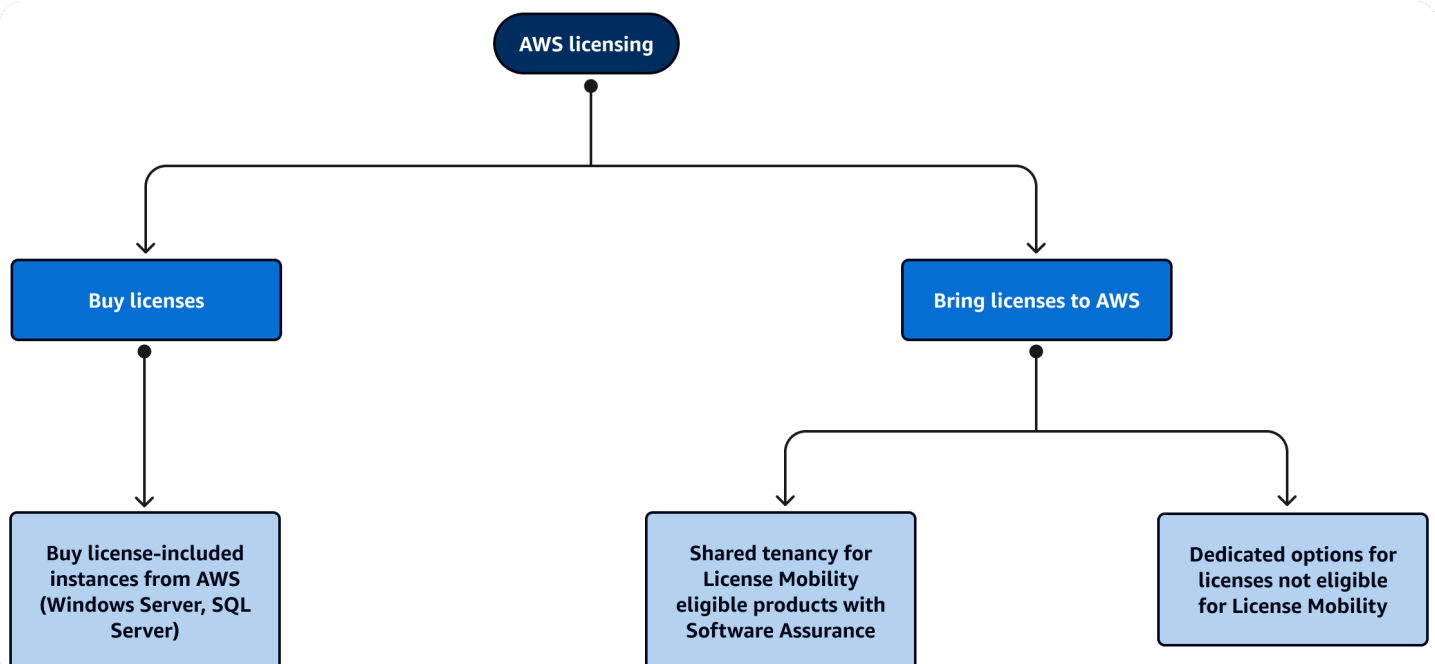 AWS licensing
Buy licenses
Bring licenses to AWS
Buy license-included
instances from AWS
(Windows Server, SQL
Server)
Shared tenancy for
License Mobility
eligible products with
Software Assurance
Dedicated options for
licenses not eligible
for License Mobility